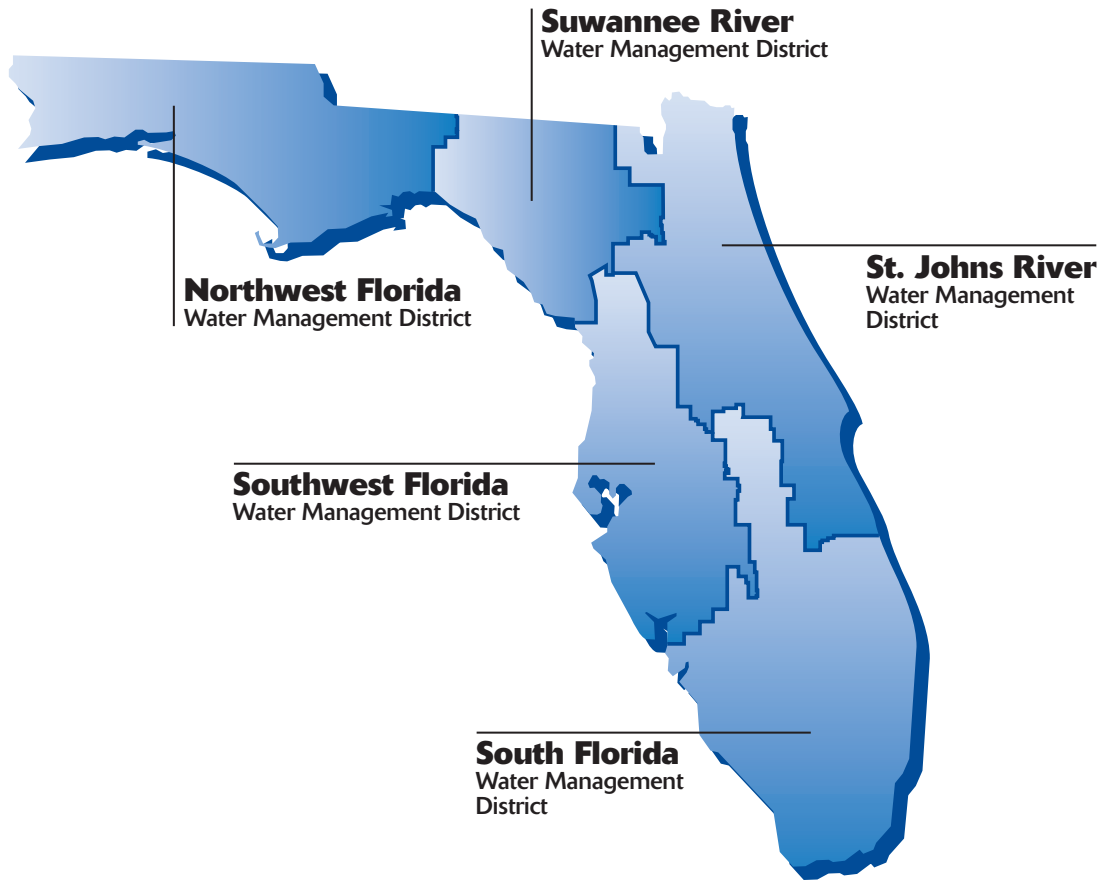 Suwannee River
Water Management District
Northwest Florida
Water Management District
St. Johns River
Water Management
District
Southwest Florida
Water Management District
South Florida
Water Management
District